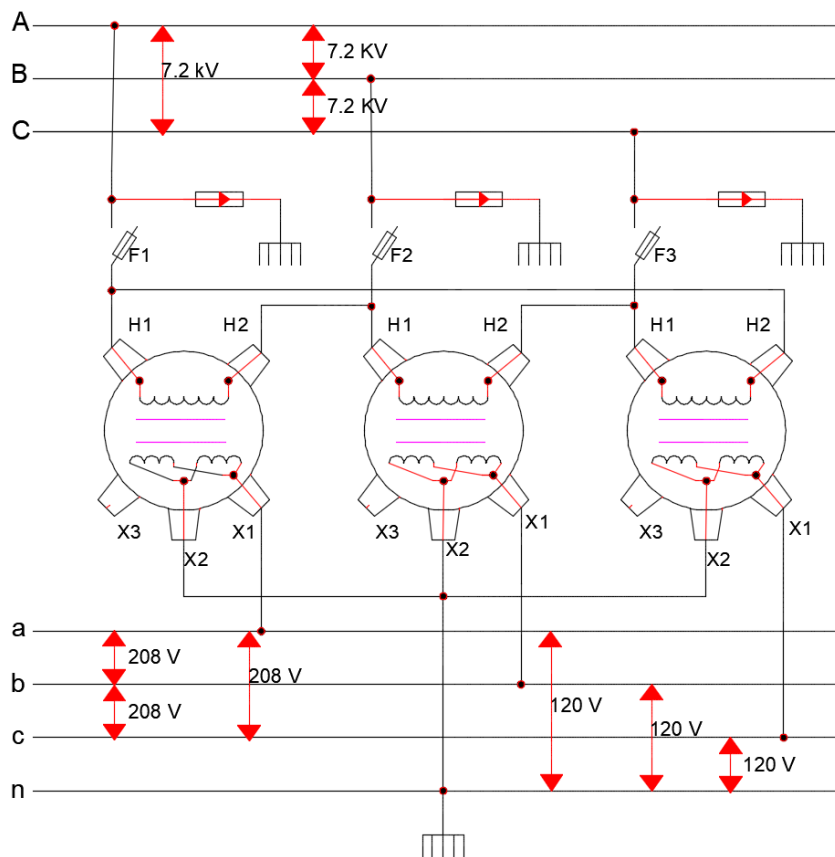 A
7.2 KV
B
7.2 kV
7.2 KV
C
F1
F2
F3
H1
H2
H1
H2
H1
H2
X3
X2
X1
X3
X2
X1
X3
X2
X1
a
208 V
208 V
b
120 V
208 V
120 V
c
120 V
n